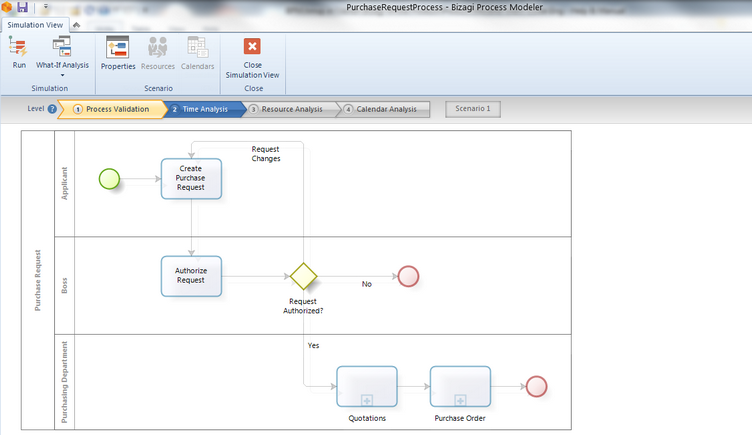 PurchaseRequestProcess - Bizagi Process Modeler
Simulation View
Run
What-If Analysis
Properties
Resources
Calendars
Close
Simulation View
Simulation
Scenario
Close
Level ?
1 Process Validation
2 Time Analysis
3 Resource Analysis
4 Calendar Analysis
Scenario 1
Purchase Request
Applicant
Request
Changes
Create
Purchase
Request
Boss
Authorize
Request
Request
Authorized?
No
Yes
Purchasing Department
Quotations
Purchase Order